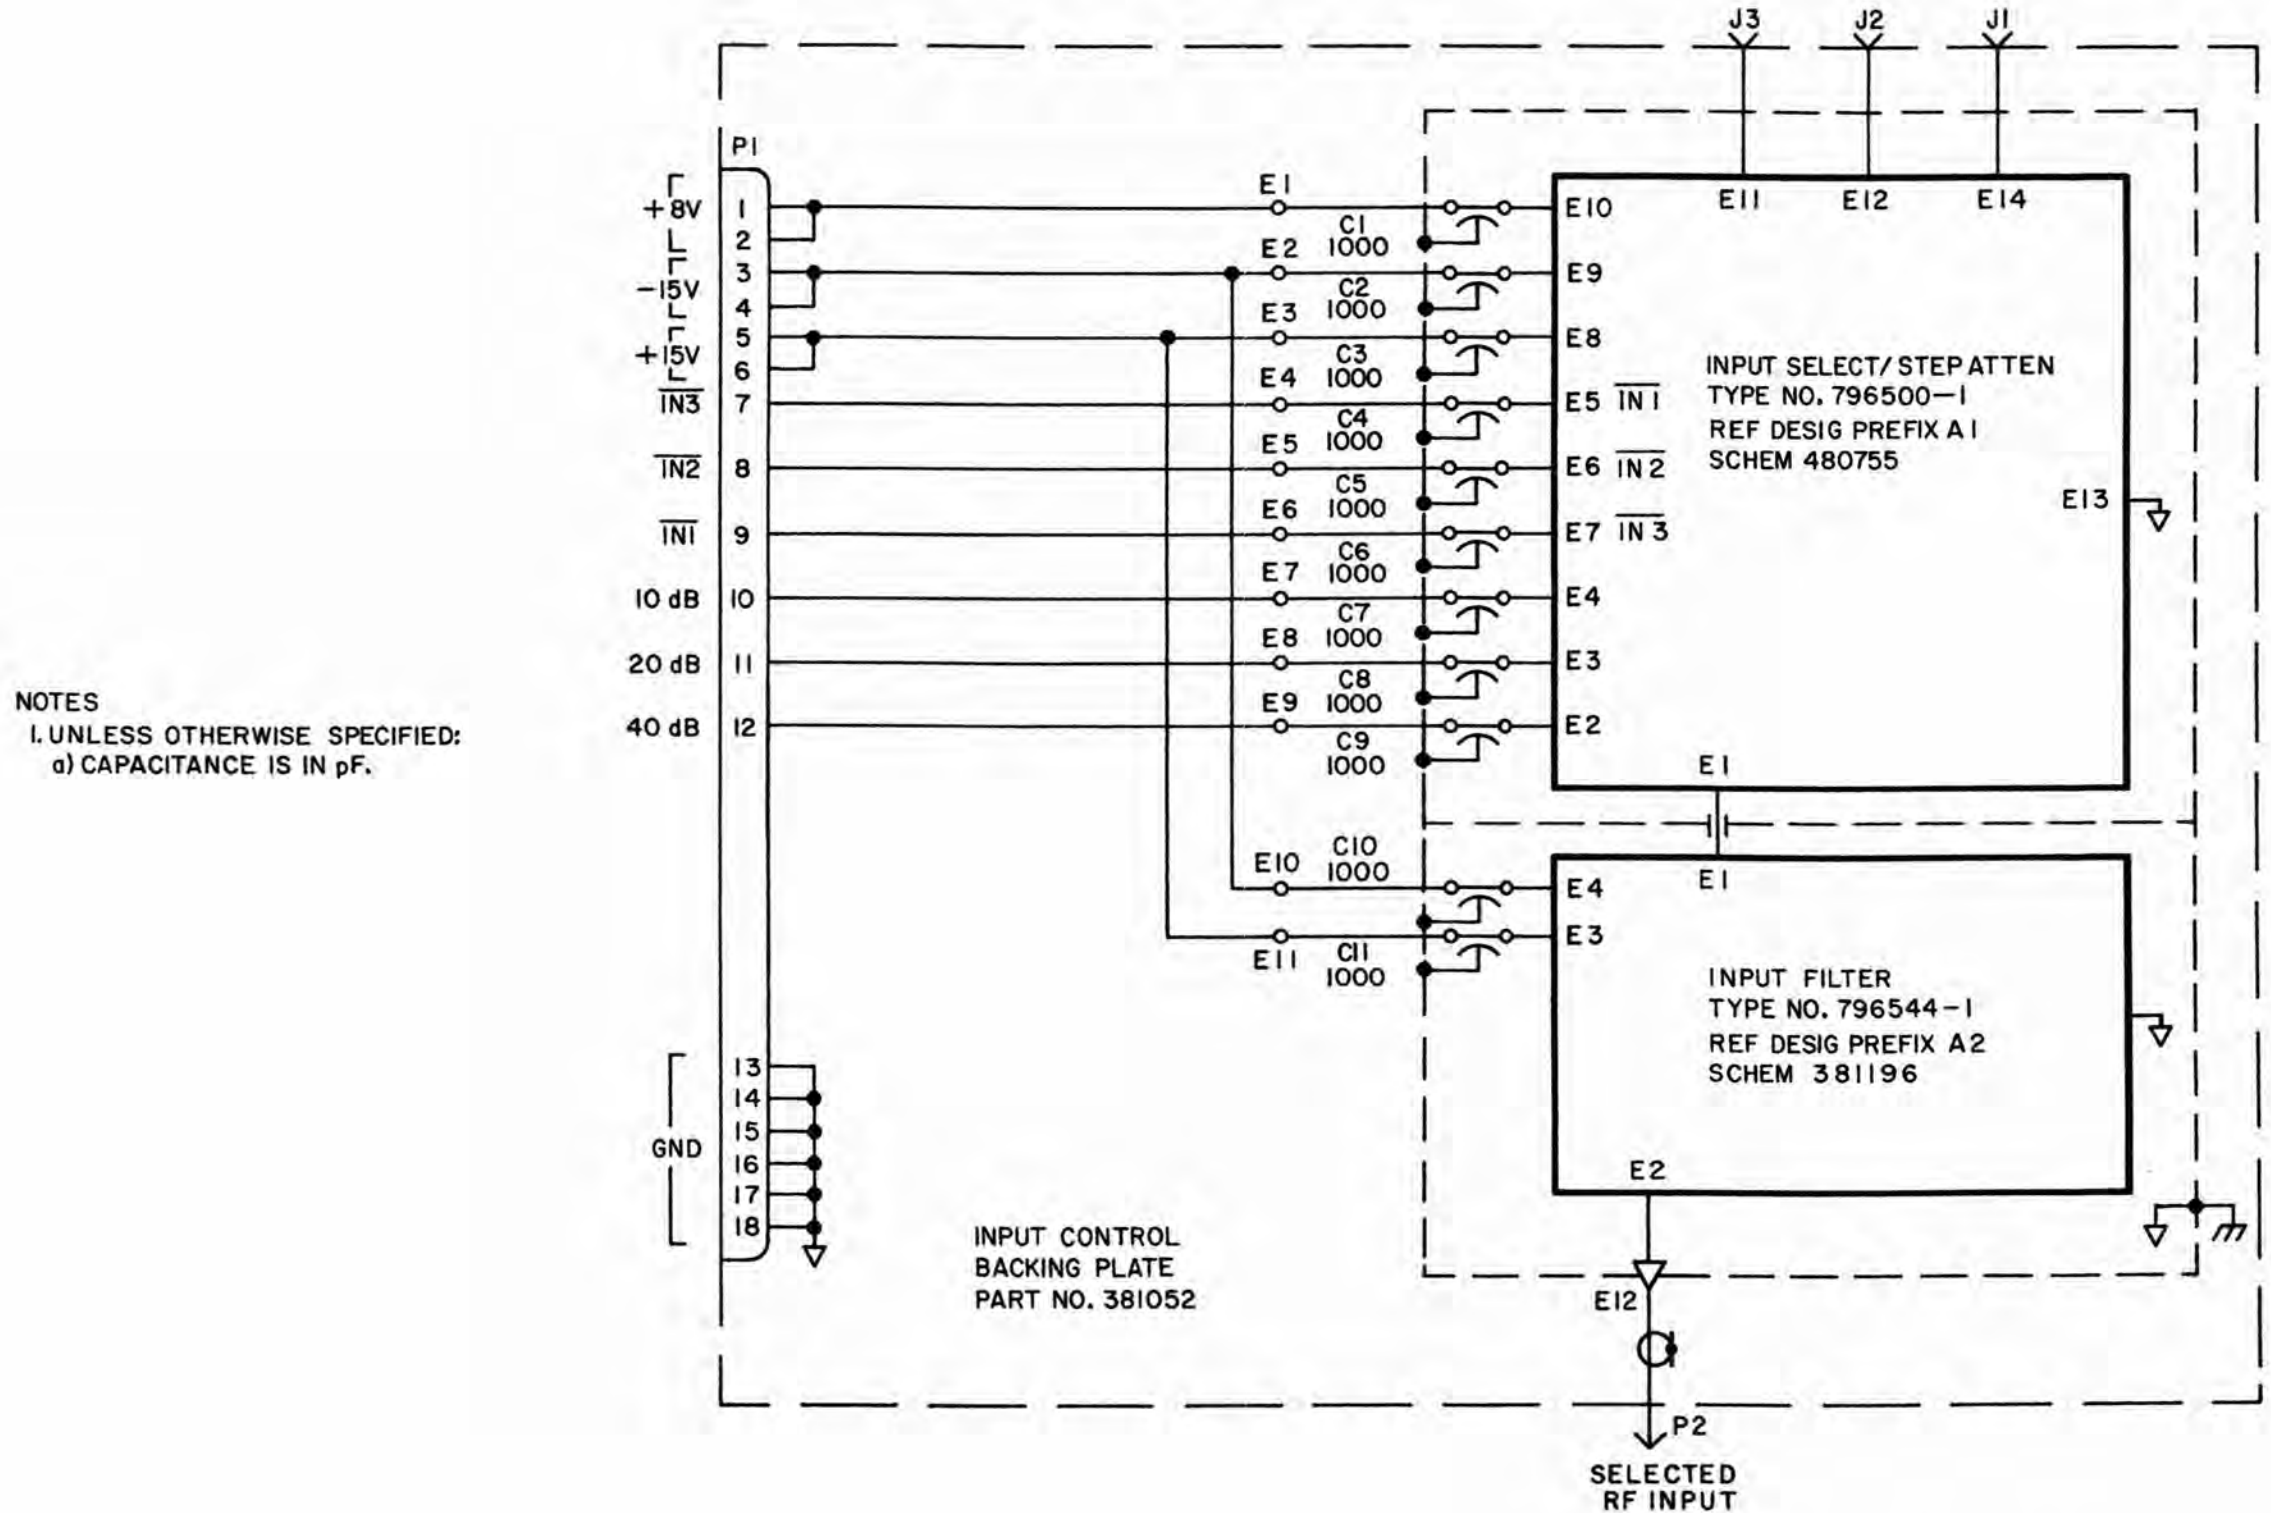 J3 J2 J1
P1
+8V 1 E1 E10 E11 E12 E14
2 C1
1000
E2
-15V 3 E9
4 C2
1000
E3
+15V 5 E8
6 C3
1000
E4
INPUT SELECT/STEP ATTEN
TYPE NO. 796500-1
REF DESIG PREFIX A1
SCHEM 480755
IN3 7 E5 IN1
C4
1000
E5
IN2 8 E6 IN2
C5
1000
E6
E13
IN1 9 E7 IN3
C6
1000
E7
10 dB 10 E4
C7
1000
E8
20 dB 11 E3
C8
1000
E9
40 dB 12 E2
C9
1000
E1
NOTES
1. UNLESS OTHERWISE SPECIFIED:
a) CAPACITANCE IS IN pF.
C10
1000
E10 E4 E1
E3
E11 C11
1000
INPUT FILTER
TYPE NO. 796544-1
REF DESIG PREFIX A2
SCHEM 381196
GND
13
14
15
16
17
18
E2
INPUT CONTROL
BACKING PLATE
PART NO. 381052
E12
P2
SELECTED
RF INPUT